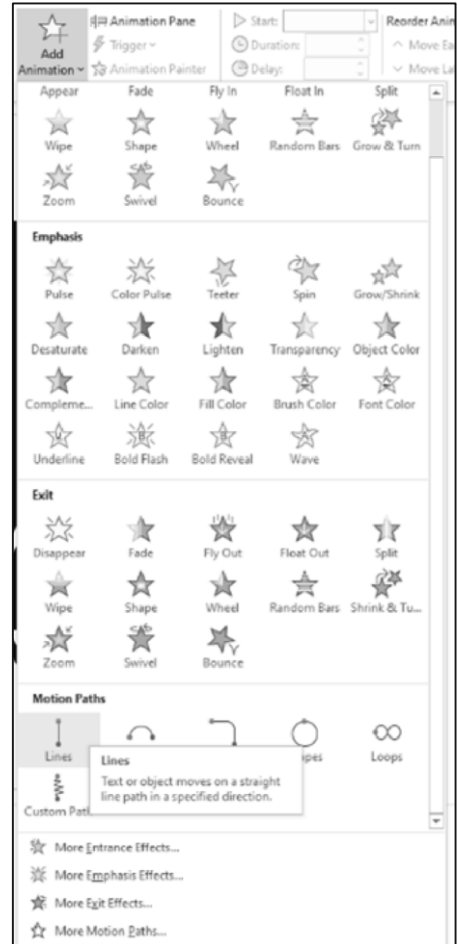 Add
Animation
Animation Pane
Trigger
Animation Painter
Start:
Duration:
Delay:
Reorder Anim
Move Ea
Move La
Appear Fade Fly In Float In Split
Wipe Shape Wheel Random Bars Grow & Turn
Zoom Swivel Bounce
Emphasis
Pulse Color Pulse Teeter Spin Grow/Shrink
Desaturate Darken Lighten Transparency Object Color
Compleme... Line Color Fill Color Brush Color Font Color
Underline Bold Flash Bold Reveal Wave
Exit
Disappear Fade Fly Out Float Out Split
Wipe Shape Wheel Random Bars Shrink & Tu...
Zoom Swivel Bounce
Motion Paths
Lines pes Loops
Lines
Text or object moves on a straight
line path in a specified direction.
Custom Pat
More Entrance Effects...
More Emphasis Effects...
More Exit Effects...
More Motion Paths...